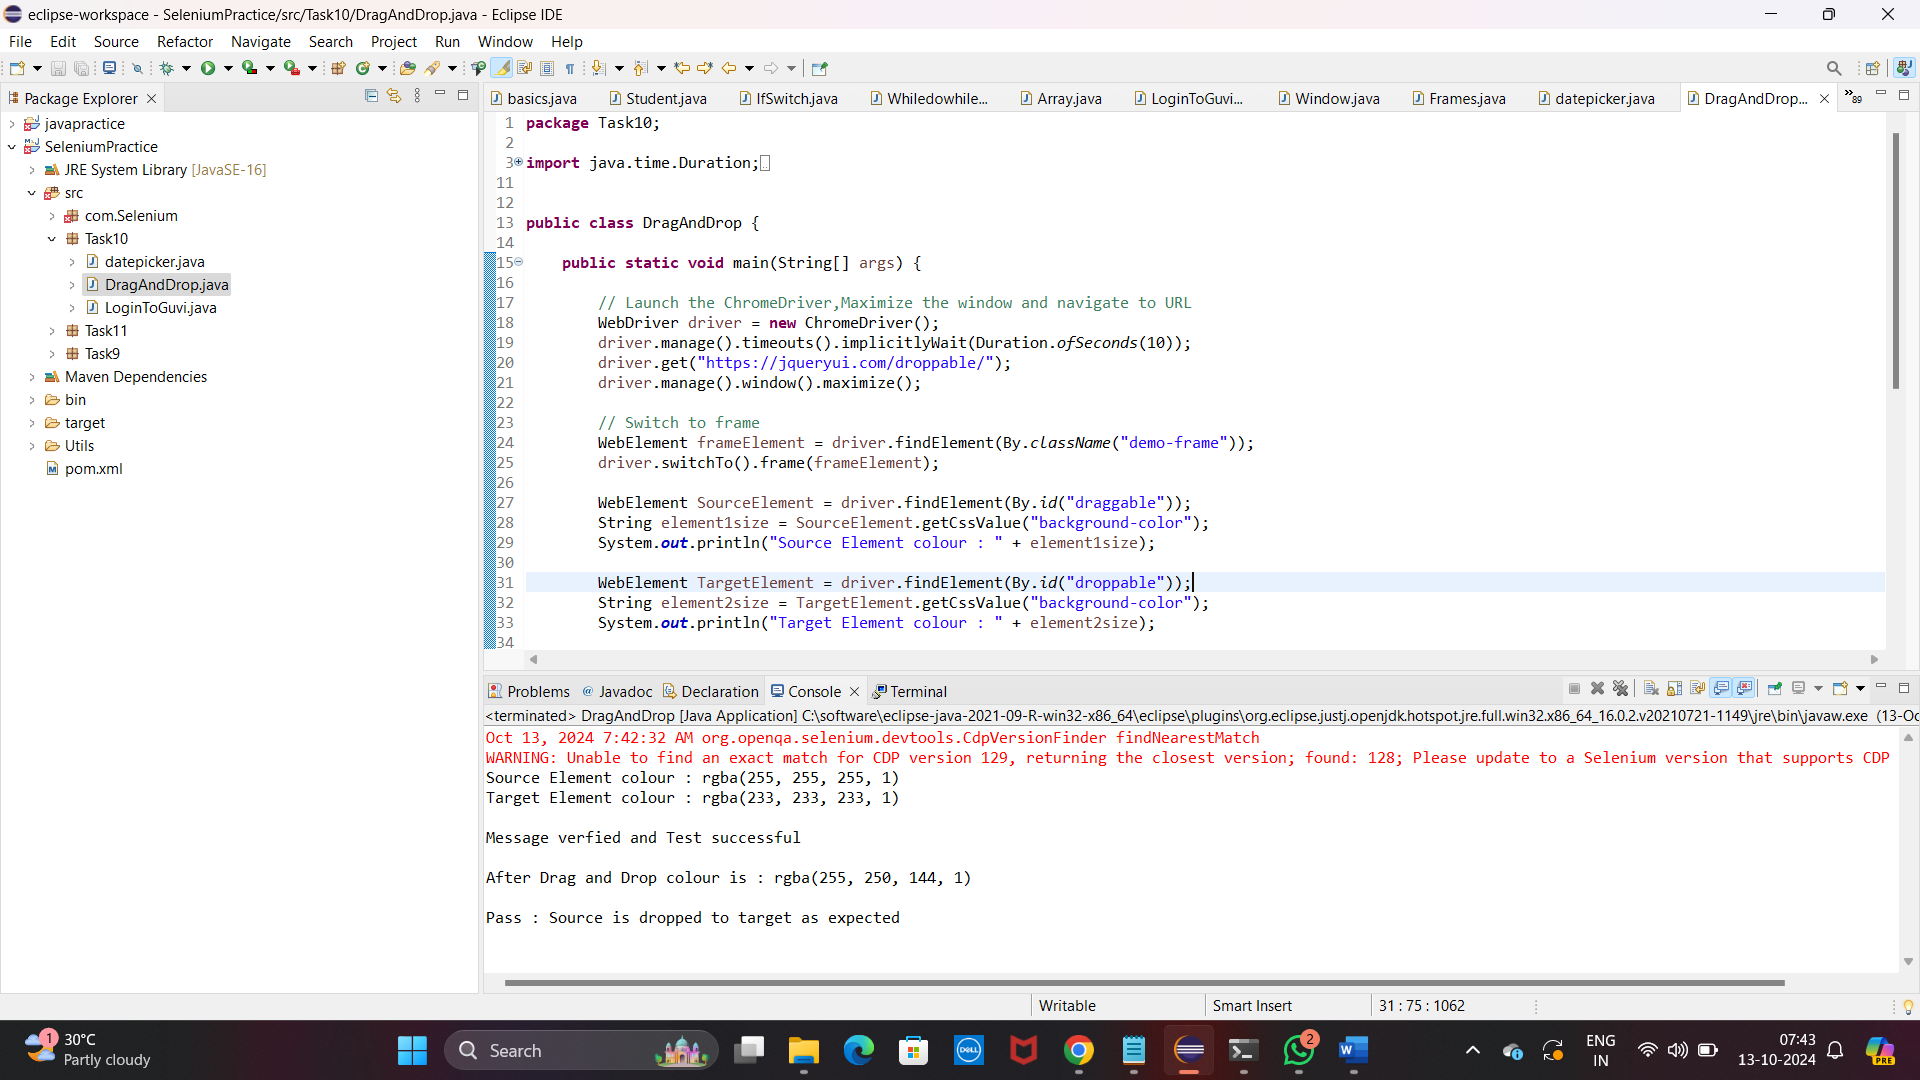 eclipse-workspace - SeleniumPractice/src/Task10/DragAndDrop.java - Eclipse IDE
File Edit Source Refactor Navigate Search Project Run Window Help
Package Explorer
javapractice
SeleniumPractice
JRE System Library [JavaSE-16]
src
com.Selenium
Task10
datepicker.java
DragAndDrop.java
LoginToGuvi.java
Task11
Task9
Maven Dependencies
bin
target
Utils
pom.xml
basics.java Student.java IfSwitch.java Whiledowhile... Array.java LoginToGuvi... Window.java Frames.java datepicker.java DragAndDrop... »89
1 package Task10;
2
3 import java.time.Duration;
11
12
13 public class DragAndDrop {
14
15 public static void main(String[] args) {
16
17 // Launch the ChromeDriver,Maximize the window and navigate to URL
18 WebDriver driver = new ChromeDriver();
19 driver.manage().timeouts().implicitlyWait(Duration.ofSeconds(10));
20 driver.get("https://jqueryui.com/droppable/");
21 driver.manage().window().maximize();
22
23 // Switch to frame
24 WebElement frameElement = driver.findElement(By.className("demo-frame"));
25 driver.switchTo().frame(frameElement);
26
27 WebElement SourceElement = driver.findElement(By.id("draggable"));
28 String element1size = SourceElement.getCssValue("background-color");
29 System.out.println("Source Element colour : " + element1size);
30
31 WebElement TargetElement = driver.findElement(By.id("droppable"));
32 String element2size = TargetElement.getCssValue("background-color");
33 System.out.println("Target Element colour : " + element2size);
34
Problems @ Javadoc Declaration Console Terminal
<terminated> DragAndDrop [Java Application] C:\software\eclipse-java-2021-09-R-win32-x86_64\eclipse\plugins\org.eclipse.justj.openjdk.hotspot.jre.full.win32.x86_64_16.0.2.v20210721-1149\jre\bin\javaw.exe (13-Oc
Oct 13, 2024 7:42:32 AM org.openqa.selenium.devtools.CdpVersionFinder findNearestMatch
WARNING: Unable to find an exact match for CDP version 129, returning the closest version; found: 128; Please update to a Selenium version that supports CDP
Source Element colour : rgba(255, 255, 255, 1)
Target Element colour : rgba(233, 233, 233, 1)
Message verfied and Test successful
After Drag and Drop colour is : rgba(255, 250, 144, 1)
Pass : Source is dropped to target as expected
Writable Smart Insert 31 : 75 : 1062
1
30°C
Partly cloudy
Search
DELL
2
ENG
IN
07:43
13-10-2024
PRE